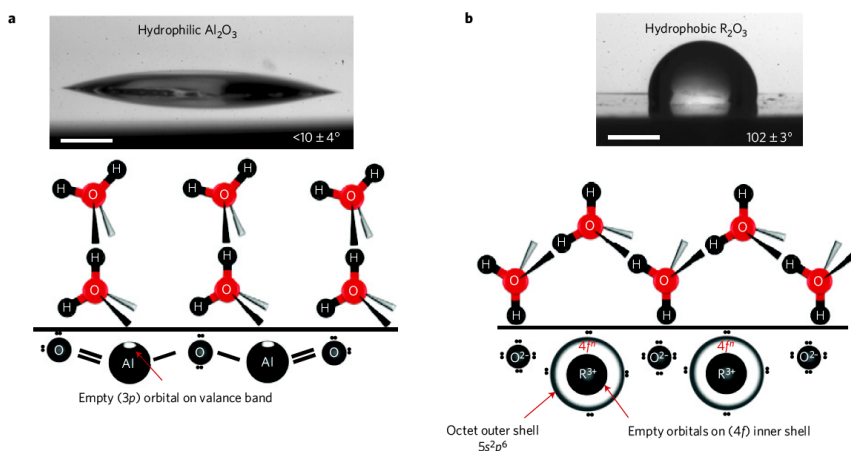 a
Hydrophilic Al₂O₃
<10 ± 4°
H H H H H H
O O O
H H H
O O O
H H H
O Al O Al O
Empty (3p) orbital on valance band
b
Hydrophobic R₂O₃
102 ± 3°
H H
O O
H H
H H H
O O O
H H H
4fⁿ 4fⁿ
O²⁻ R³⁺ O²⁻ R³⁺ O²⁻
Octet outer shell
5s²p⁶
Empty orbitals on (4f) inner shell